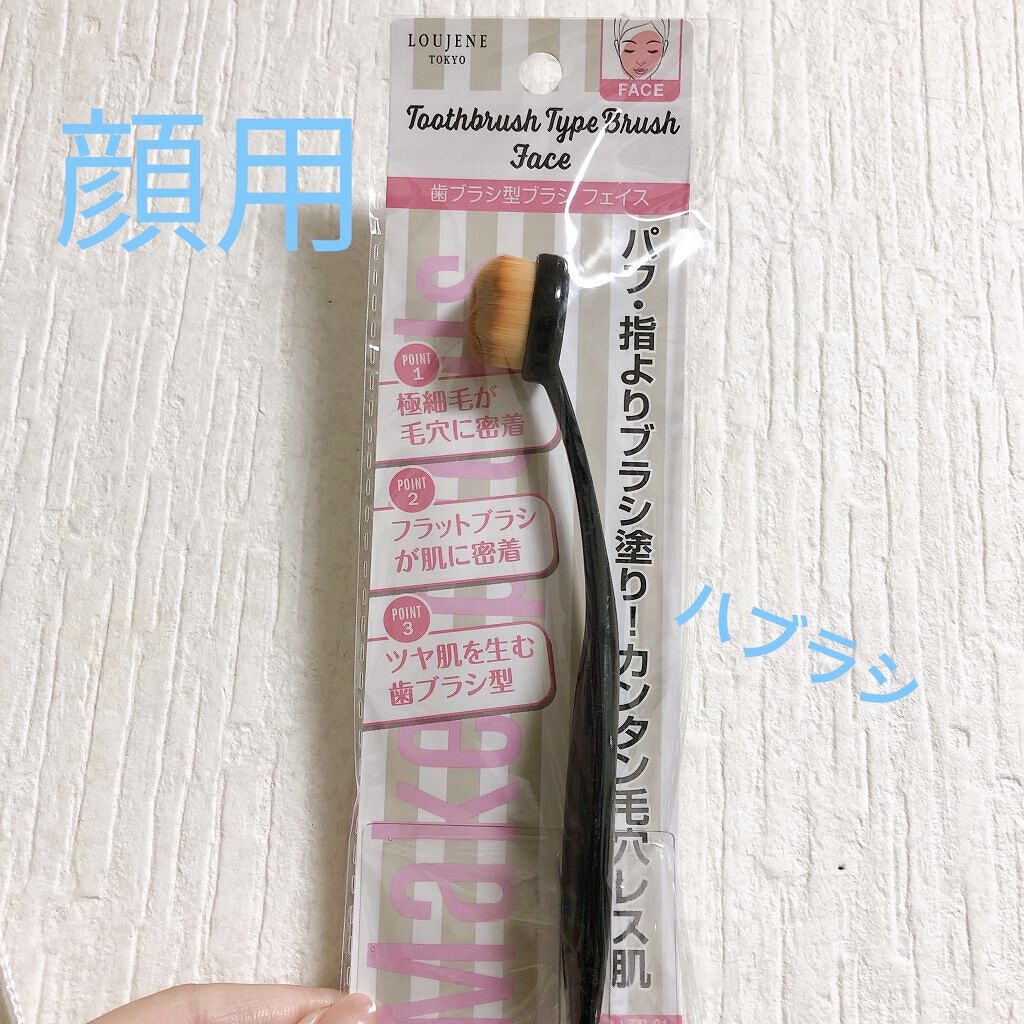 LOUJENE
TOKYO
FACE
Toothbrush Type Brush
Face
歯ブラシ型ブラシ フェイス
顔用
パフ・指よりブラシ塗り!カンタン毛穴レス肌
POINT
1
極細毛が
毛穴に密着
POINT
2
フラットブラシ
が肌に密着
POINT
3
ツヤ肌を生む
歯ブラシ型
ハブラシ
Make